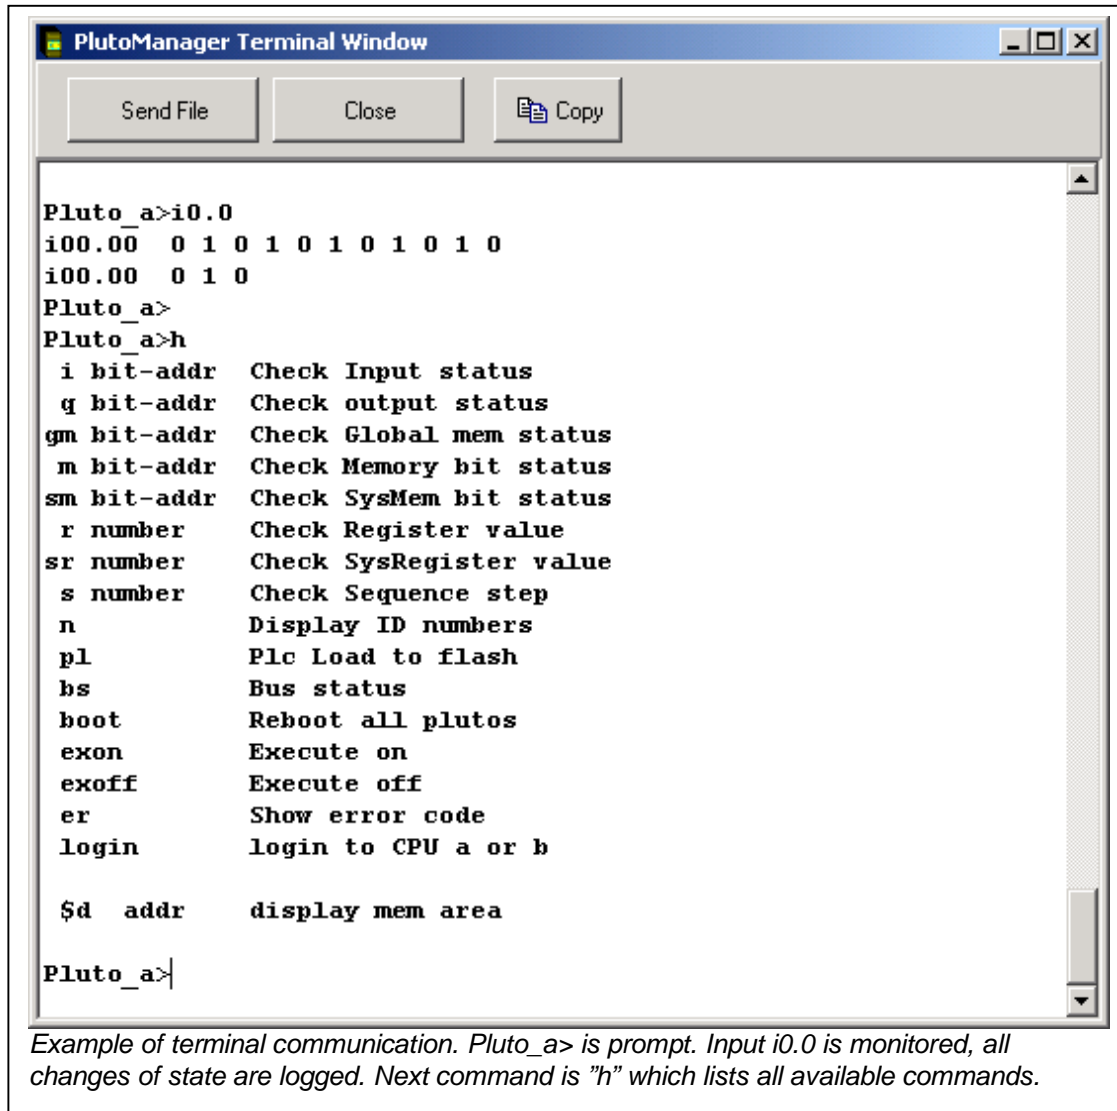 PlutoManager Terminal Window
Send File Close Copy
Pluto_a>i0.0
i00.00 0 1 0 1 0 1 0 1 0 1 0
i00.00 0 1 0
Pluto_a>
Pluto_a>h
i bit-addr Check Input status
q bit-addr Check output status
gm bit-addr Check Global mem status
m bit-addr Check Memory bit status
sm bit-addr Check SysMem bit status
r number Check Register value
sr number Check SysRegister value
s number Check Sequence step
n Display ID numbers
pl Plc Load to flash
bs Bus status
boot Reboot all plutos
exon Execute on
exoff Execute off
er Show error code
login login to CPU a or b
$d addr display mem area
Pluto_a>
Example of terminal communication. Pluto_a> is prompt. Input i0.0 is monitored, all
changes of state are logged. Next command is ”h” which lists all available commands.